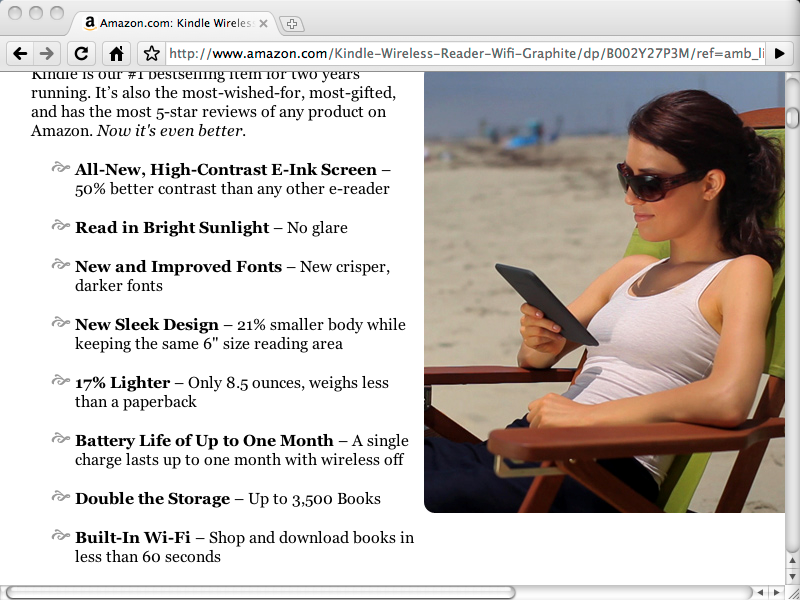 Amazon.com: Kindle Wireles
http://www.amazon.com/Kindle-Wireless-Reader-Wifi-Graphite/dp/B002Y27P3M/ref=amb_li
Kindle is our #1 bestselling item for two years
running. It’s also the most-wished-for, most-gifted,
and has the most 5-star reviews of any product on
Amazon. Now it's even better.
All-New, High-Contrast E-Ink Screen –
50% better contrast than any other e-reader
Read in Bright Sunlight – No glare
New and Improved Fonts – New crisper,
darker fonts
New Sleek Design – 21% smaller body while
keeping the same 6" size reading area
17% Lighter – Only 8.5 ounces, weighs less
than a paperback
Battery Life of Up to One Month – A single
charge lasts up to one month with wireless off
Double the Storage – Up to 3,500 Books
Built-In Wi-Fi – Shop and download books in
less than 60 seconds